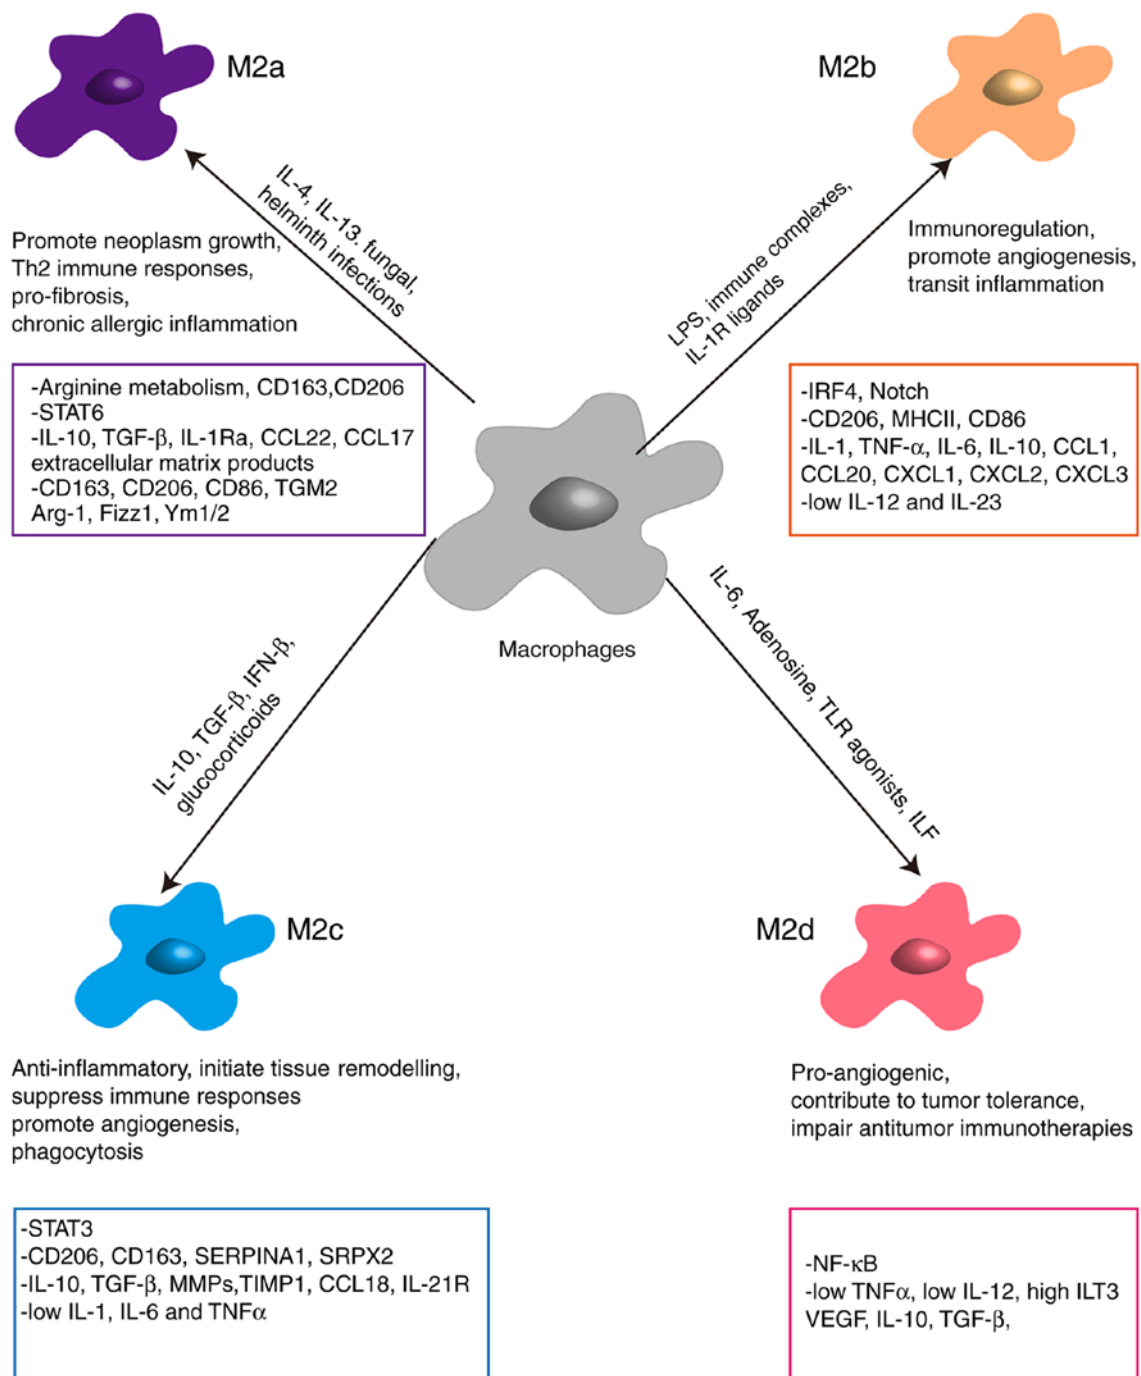 M2a
M2b
IL-4, IL-13. fungal,
helminth infections
LPS, immune complexes,
IL-1R ligands
Promote neoplasm growth,
Th2 immune responses,
pro-fibrosis,
chronic allergic inflammation
Immunoregulation,
promote angiogenesis,
transit inflammation
-Arginine metabolism, CD163,CD206
-STAT6
-IL-10, TGF-β, IL-1Ra, CCL22, CCL17
extracellular matrix products
-CD163, CD206, CD86, TGM2
Arg-1, Fizz1, Ym1/2
-IRF4, Notch
-CD206, MHCII, CD86
-IL-1, TNF-α, IL-6, IL-10, CCL1,
CCL20, CXCL1, CXCL2, CXCL3
-low IL-12 and IL-23
Macrophages
IL-10, TGF-β, IFN-β,
glucocorticoids
IL-6, Adenosine, TLR agonists, ILF
M2c
M2d
Anti-inflammatory, initiate tissue remodelling,
suppress immune responses
promote angiogenesis,
phagocytosis
Pro-angiogenic,
contribute to tumor tolerance,
impair antitumor immunotherapies
-STAT3
-CD206, CD163, SERPINA1, SRPX2
-IL-10, TGF-β, MMPs,TIMP1, CCL18, IL-21R
-low IL-1, IL-6 and TNFα
-NF-κB
-low TNFα, low IL-12, high ILT3
VEGF, IL-10, TGF-β,